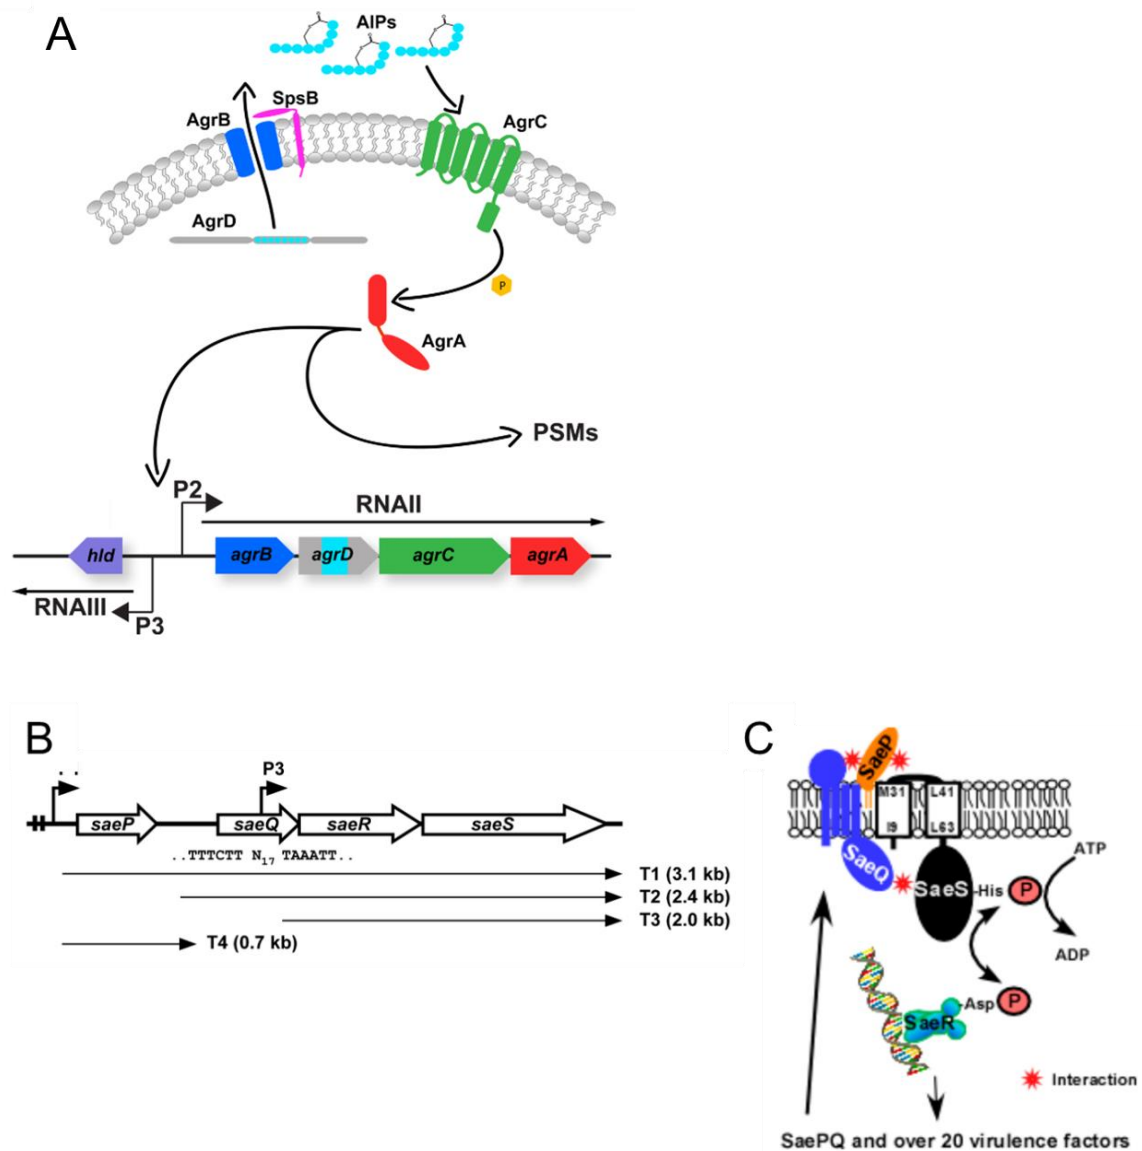 A
AIPs
SpsB
AgrB
AgrC
AgrD
P
AgrA
PSMs
P2
RNAII
hld
agrB
agrD
agrC
agrA
RNAIII
P3
B
P3
saeP
saeQ
saeR
saeS
..TTTCTT N17 TAAATT..
T1 (3.1 kb)
T2 (2.4 kb)
T3 (2.0 kb)
T4 (0.7 kb)
C
SaeP
M31
L41
I9
L63
SaeQ
SaeS
-His
P
ATP
ADP
-Asp
P
SaeR
Interaction
SaePQ and over 20 virulence factors